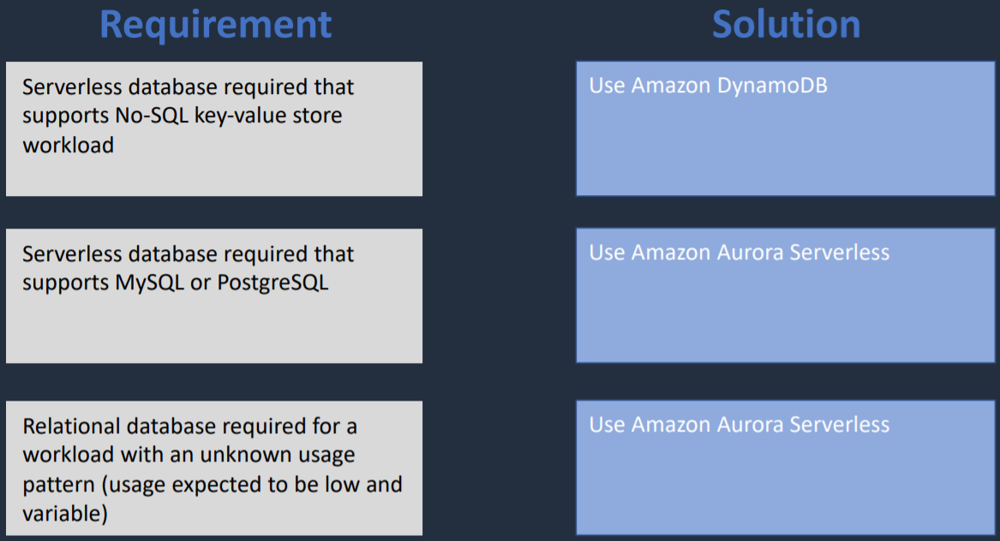 Requirement
Solution
Serverless database required that
supports No-SQL key-value store
workload
Use Amazon DynamoDB
Serverless database required that
supports MySQL or PostgreSQL
Use Amazon Aurora Serverless
Relational database required for a
workload with an unknown usage
pattern (usage expected to be low and
variable)
Use Amazon Aurora Serverless